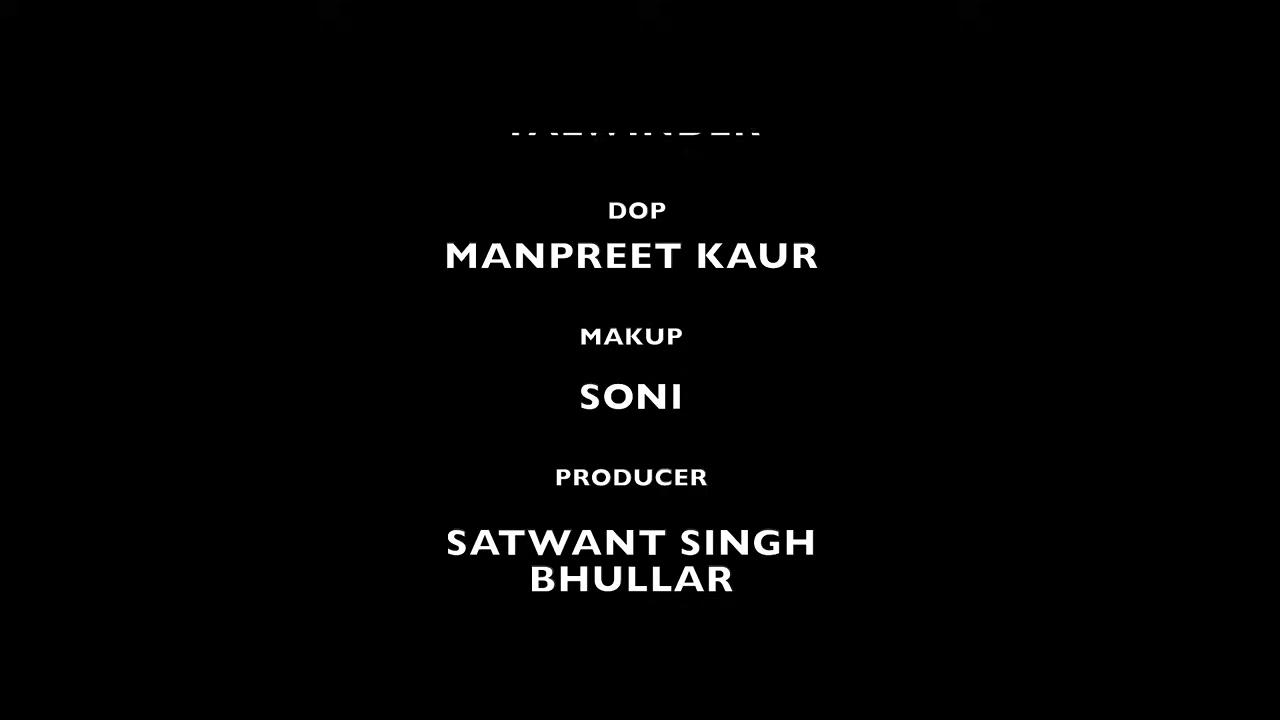 DOP
MANPREET KAUR
MAKUP
SONI
PRODUCER
SATWANT SINGH
BHULLAR